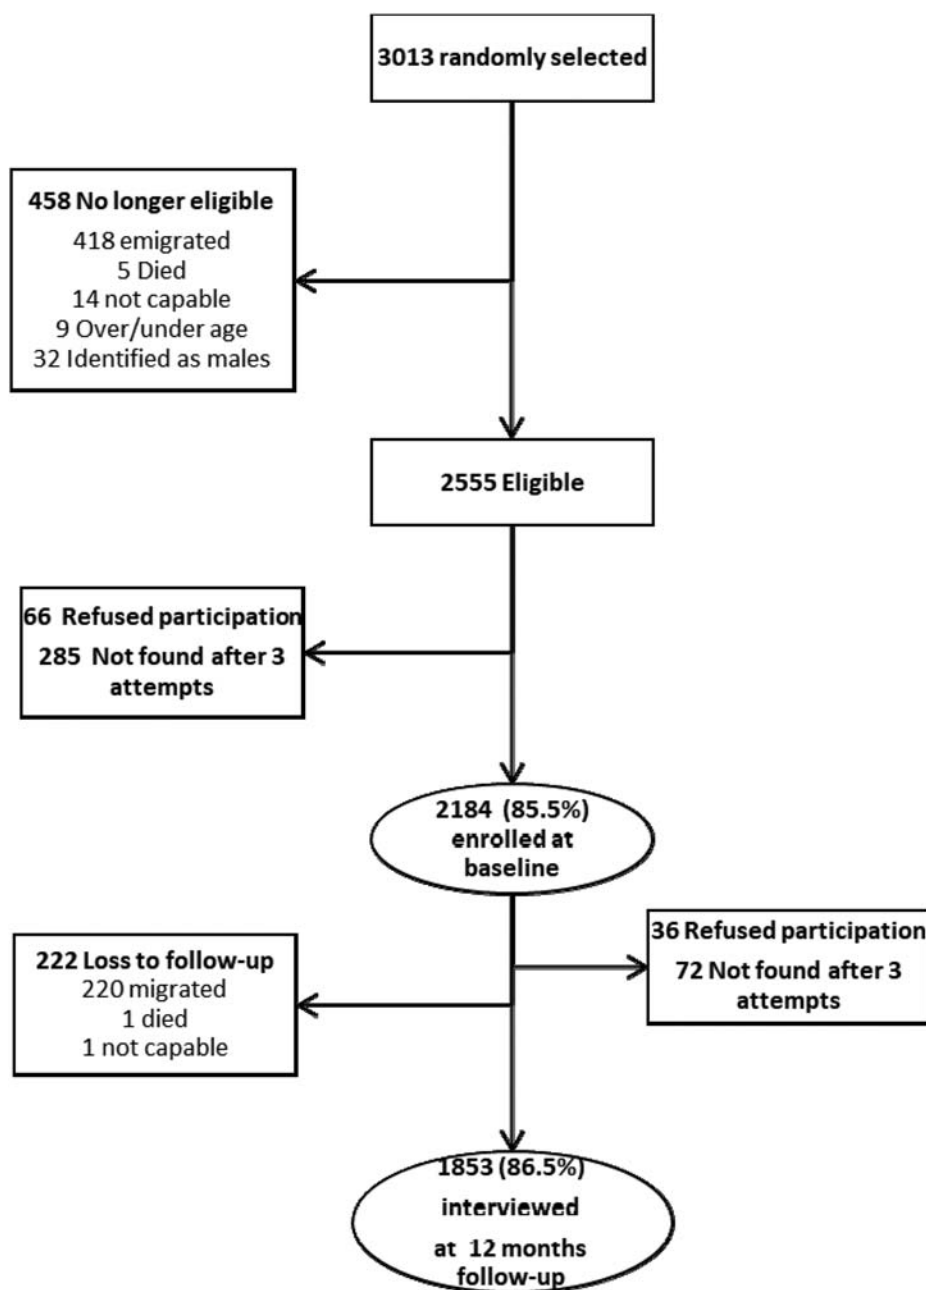 3013 randomly selected
458 No longer eligible
418 emigrated
5 Died
14 not capable
9 Over/under age
32 Identified as males
2555 Eligible
66 Refused participation
285 Not found after 3
attempts
2184 (85.5%)
enrolled at
baseline
36 Refused participation
72 Not found after 3
attempts
222 Loss to follow-up
220 migrated
1 died
1 not capable
1853 (86.5%)
interviewed
at 12 months
follow-up